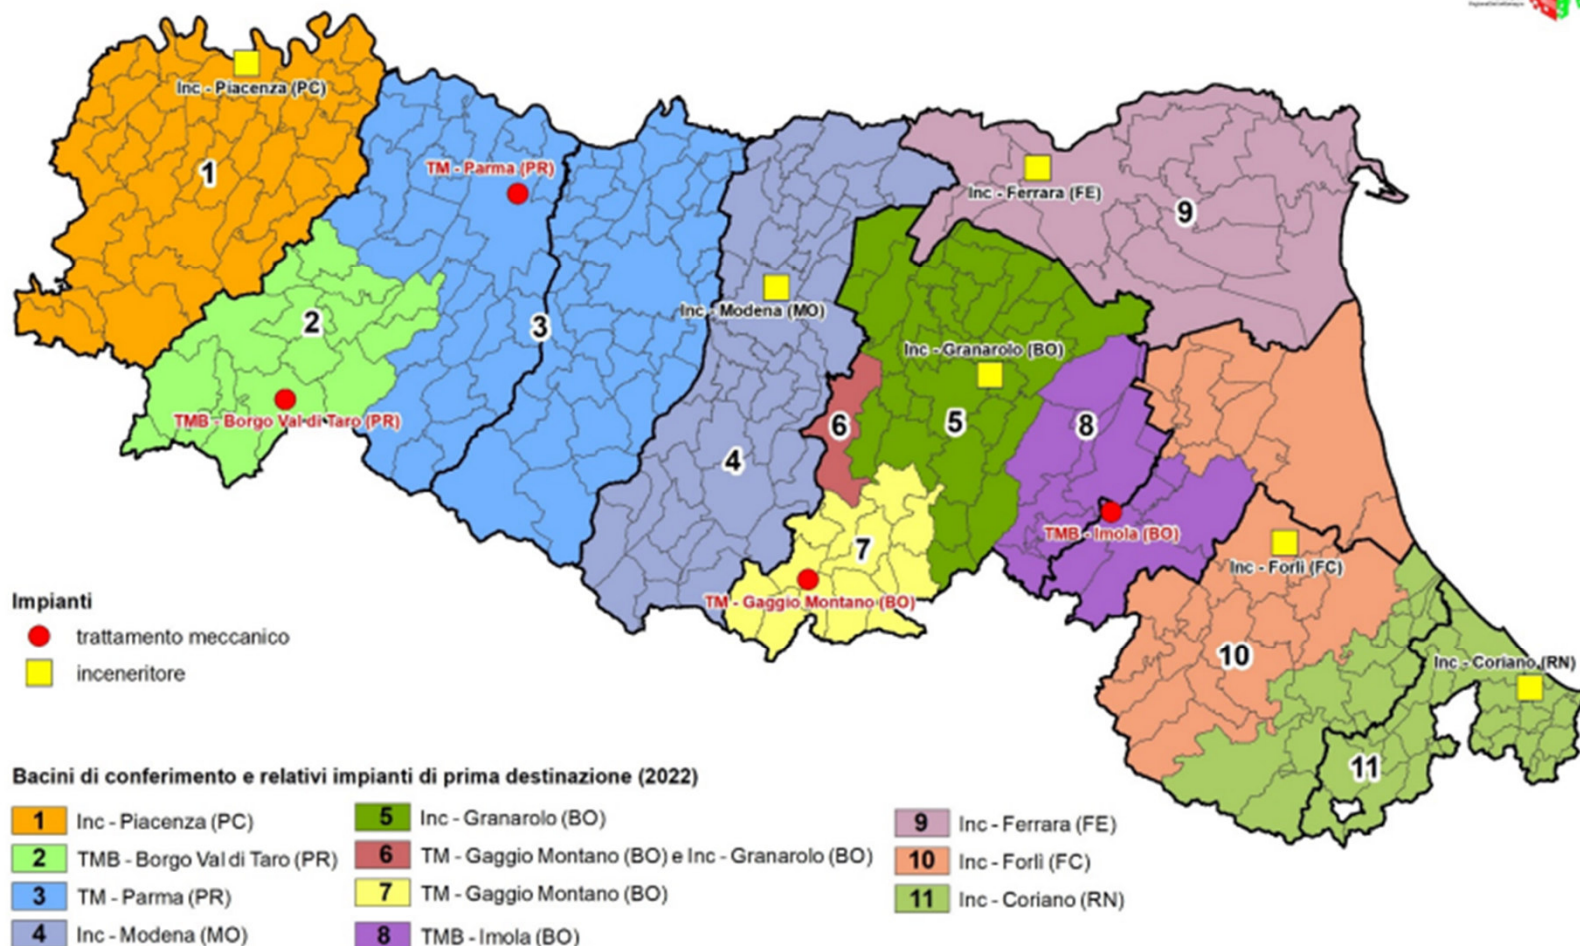 Inc - Piacenza (PC)
1
TM - Parma (PR)
Inc - Ferrara (FE)
9
2
3
Inc - Modena (MO)
Inc - Granarolo (BO)
TMB - Borgo Val di Taro (PR)
6
5
8
4
TMB - Imola (BO)
7
Inc - Forlì (FC)
TM - Gaggio Montano (BO)
10
Inc - Coriano (RN)
11
Impianti
trattamento meccanico
inceneritore
Bacini di conferimento e relativi impianti di prima destinazione (2022)
1 Inc - Piacenza (PC)
2 TMB - Borgo Val di Taro (PR)
3 TM - Parma (PR)
4 Inc - Modena (MO)
5 Inc - Granarolo (BO)
6 TM - Gaggio Montano (BO) e Inc - Granarolo (BO)
7 TM - Gaggio Montano (BO)
8 TMB - Imola (BO)
9 Inc - Ferrara (FE)
10 Inc - Forlì (FC)
11 Inc - Coriano (RN)